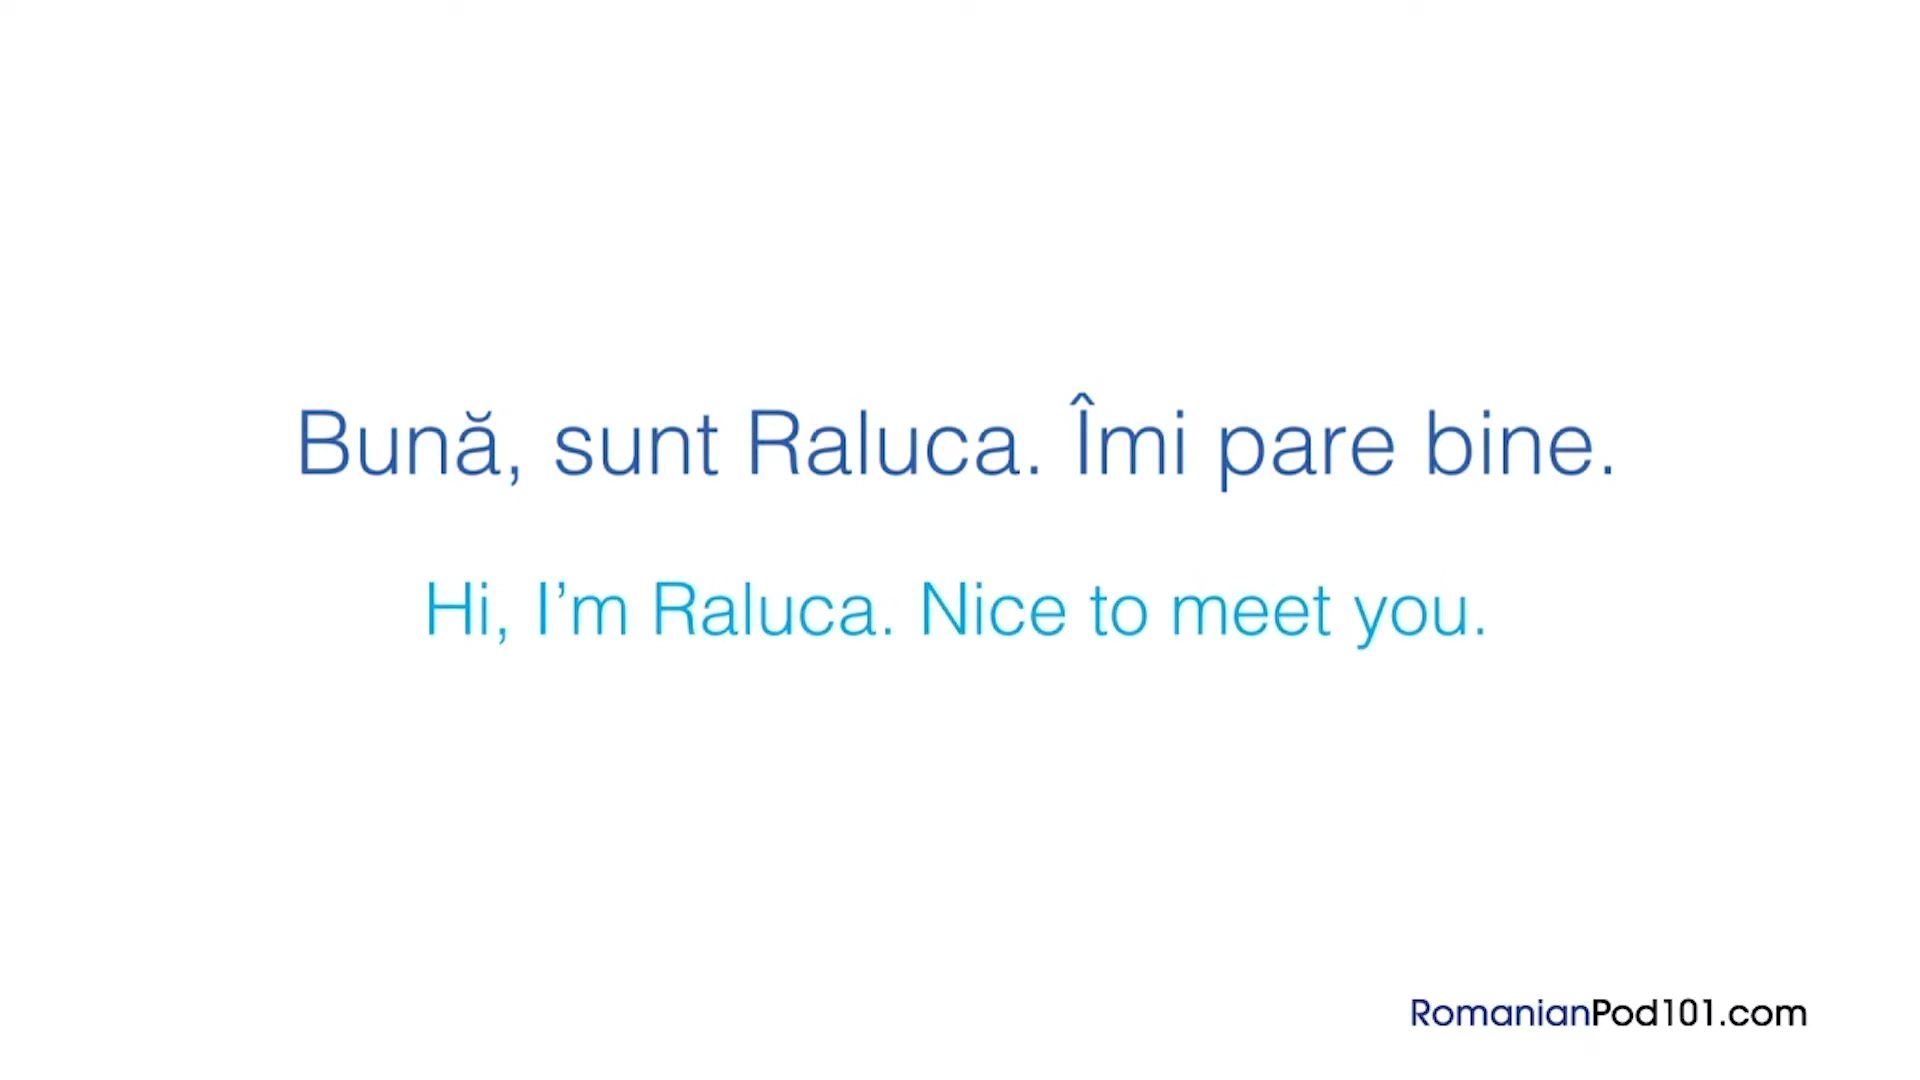 Bună, sunt Raluca. Îmi pare bine.
Hi, I’m Raluca. Nice to meet you.
RomanianPod101.com